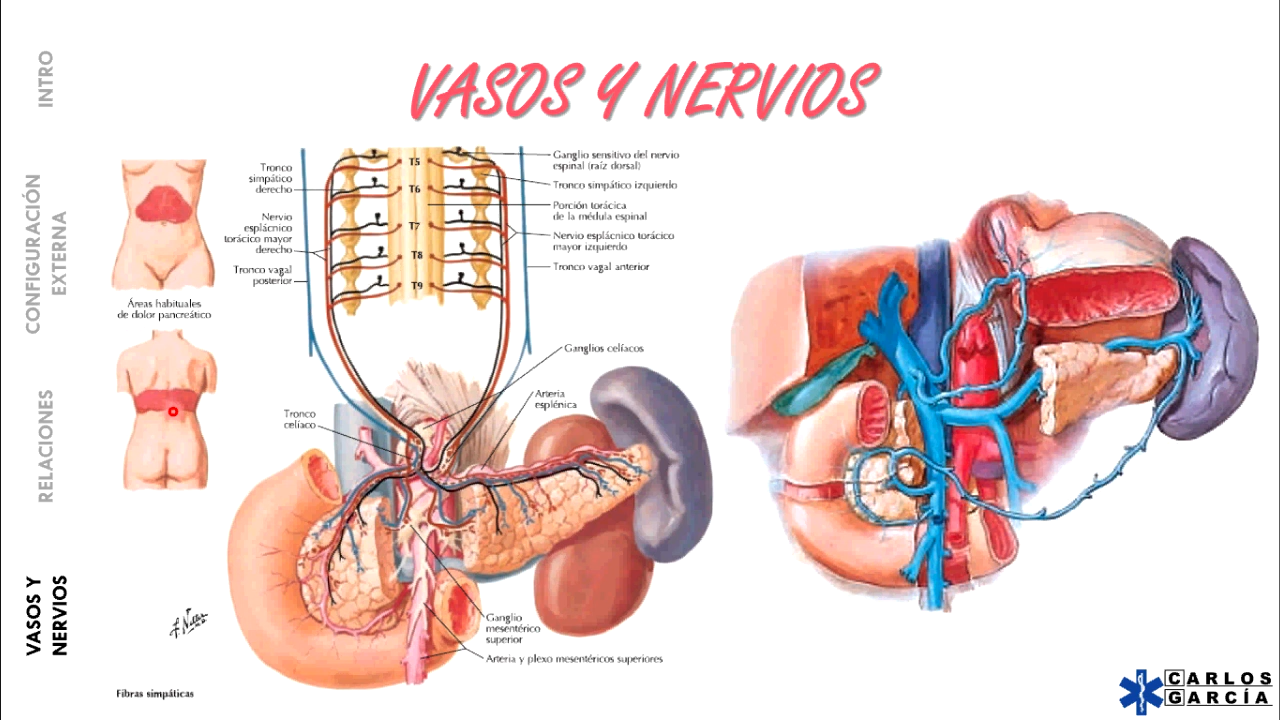 VASOS Y NERVIOS
INTRO
CONFIGURACIÓN
EXTERNA
RELACIONES
VASOS Y
NERVIOS
Áreas habituales
de dolor pancreático
Tronco
simpático
derecho
Nervio
esplácnico
torácico mayor
derecho
Tronco vagal
posterior
T5
T6
T7
T8
T9
Ganglio sensitivo del nervio
espinal (raíz dorsal)
Tronco simpático izquierdo
Porción torácica
de la médula espinal
Nervio esplácnico torácico
mayor izquierdo
Tronco vagal anterior
Ganglios celíacos
Arteria
esplénica
Tronco
celíaco
Ganglio
mesentérico
superior
Arteria y plexo mesentéricos superiores
Fibras simpáticas
CARLOS
GARCÍA